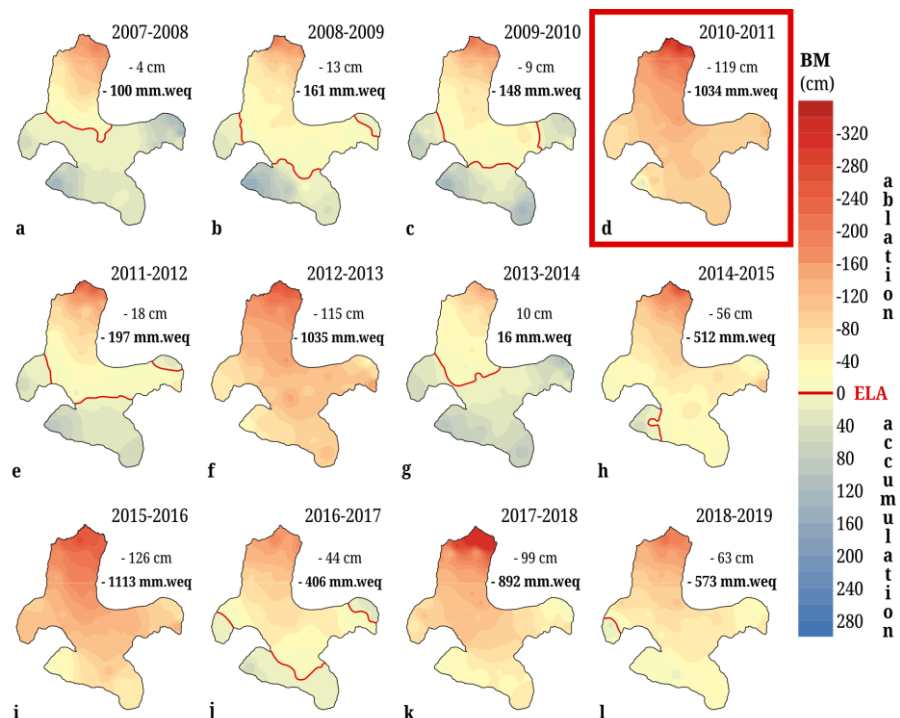 2007-2008
- 4 cm
- 100 mm.weq
a
2008-2009
- 13 cm
- 161 mm.weq
b
2009-2010
- 9 cm
- 148 mm.weq
c
2010-2011
- 119 cm
- 1034 mm.weq
d
2011-2012
- 18 cm
- 197 mm.weq
e
2012-2013
- 115 cm
- 1035 mm.weq
f
2013-2014
10 cm
16 mm.weq
g
2014-2015
- 56 cm
- 512 mm.weq
h
2015-2016
- 126 cm
- 1113 mm.weq
i
2016-2017
- 44 cm
- 406 mm.weq
j
2017-2018
- 99 cm
- 892 mm.weq
k
2018-2019
- 63 cm
- 573 mm.weq
l
BM
(cm)
-320
-280
-240
-200
-160
-120
-80
-40
0 ELA
40
80
120
160
200
240
280
ablation
accumulation